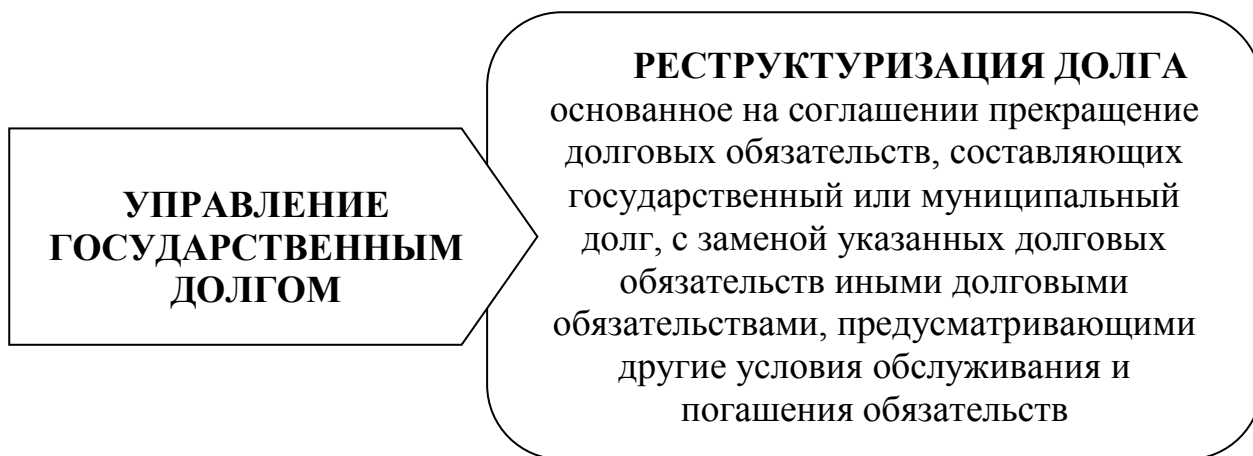 УПРАВЛЕНИЕ
ГОСУДАРСТВЕННЫМ
ДОЛГОМ
РЕСТРУКТУРИЗАЦИЯ ДОЛГА
основанное на соглашении прекращение
долговых обязательств, составляющих
государственный или муниципальный
долг, с заменой указанных долговых
обязательств иными долговыми
обязательствами, предусматривающими
другие условия обслуживания и
погашения обязательств